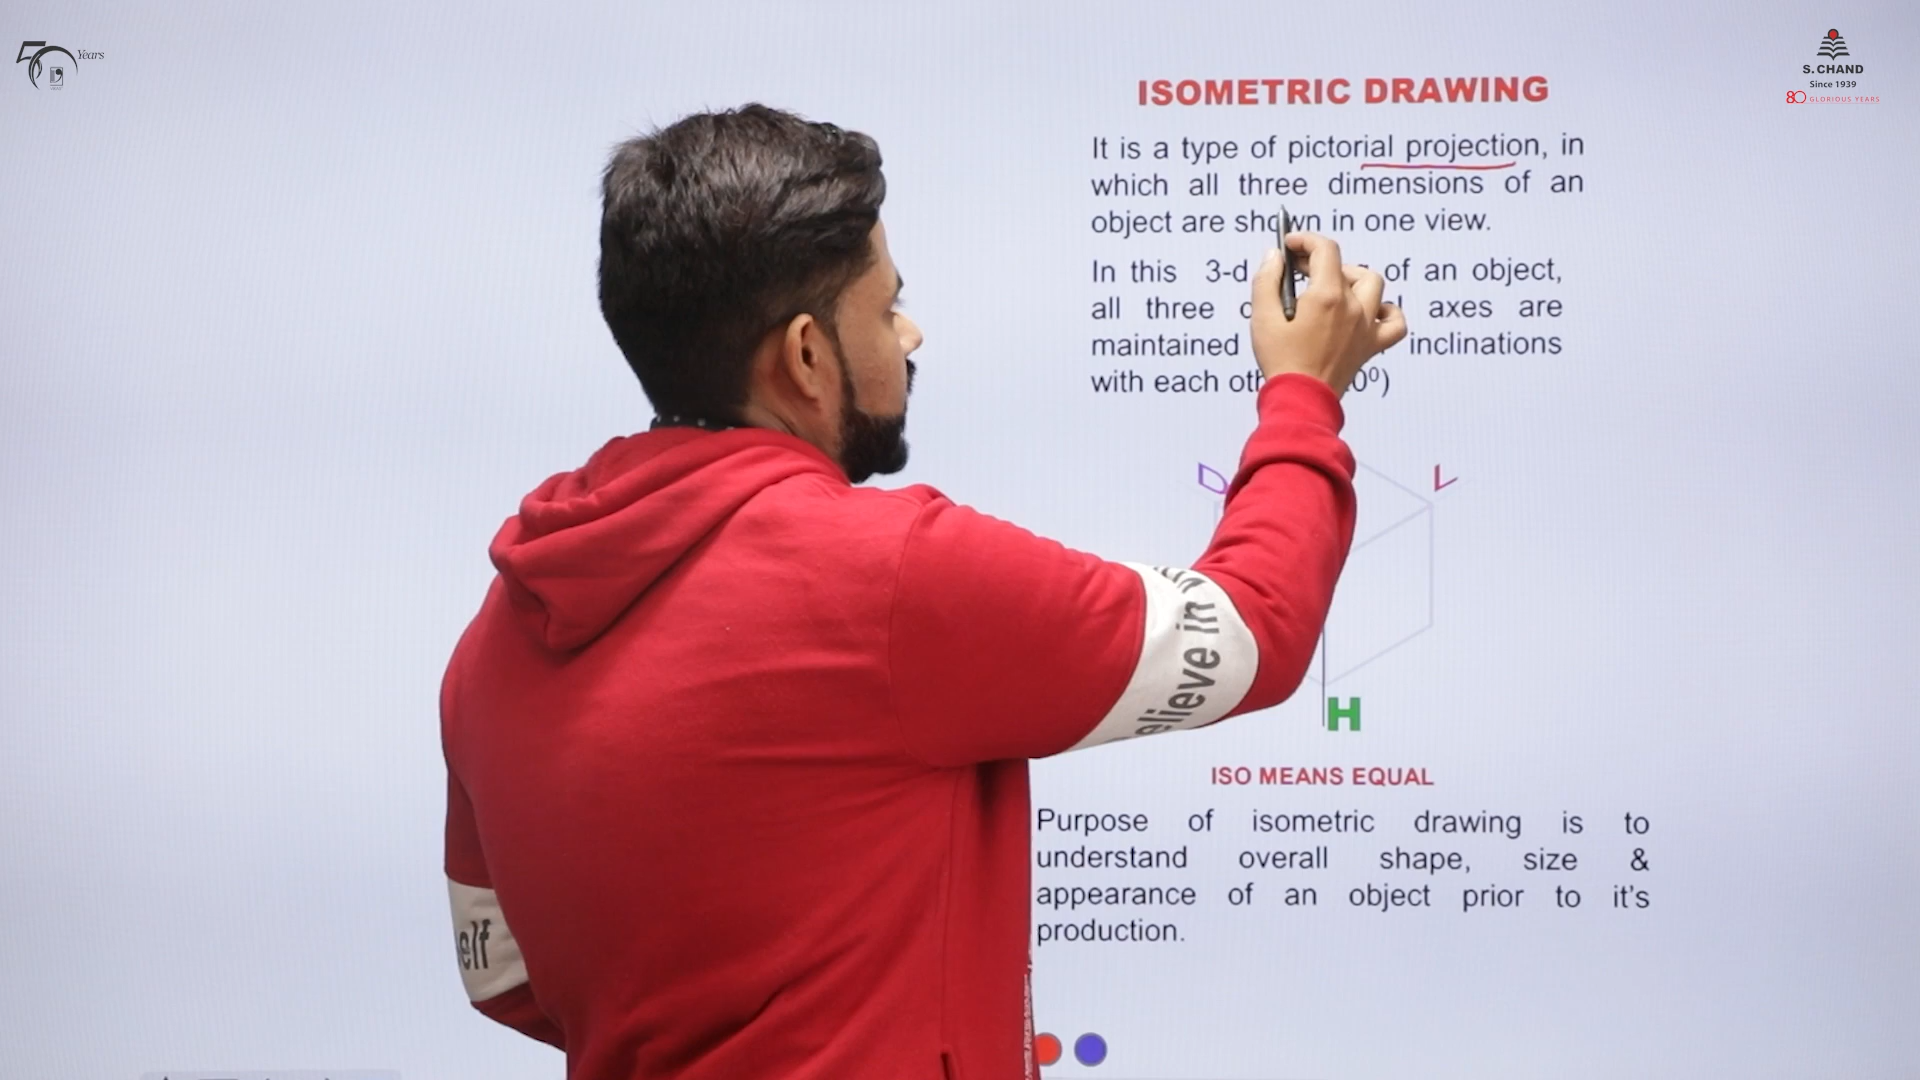 Years
S. CHAND
Since 1939
80 GLORIOUS YEARS
ISOMETRIC DRAWING
It is a type of pictorial projection, in
which all three dimensions of an
object are shown in one view.
In this 3-d of an object,
all three axes are
maintained inclinations
with each
D
L
H
ISO MEANS EQUAL
Purpose of isometric drawing is to
understand overall shape, size &
appearance of an object prior to it's
production.
elieve in
elf